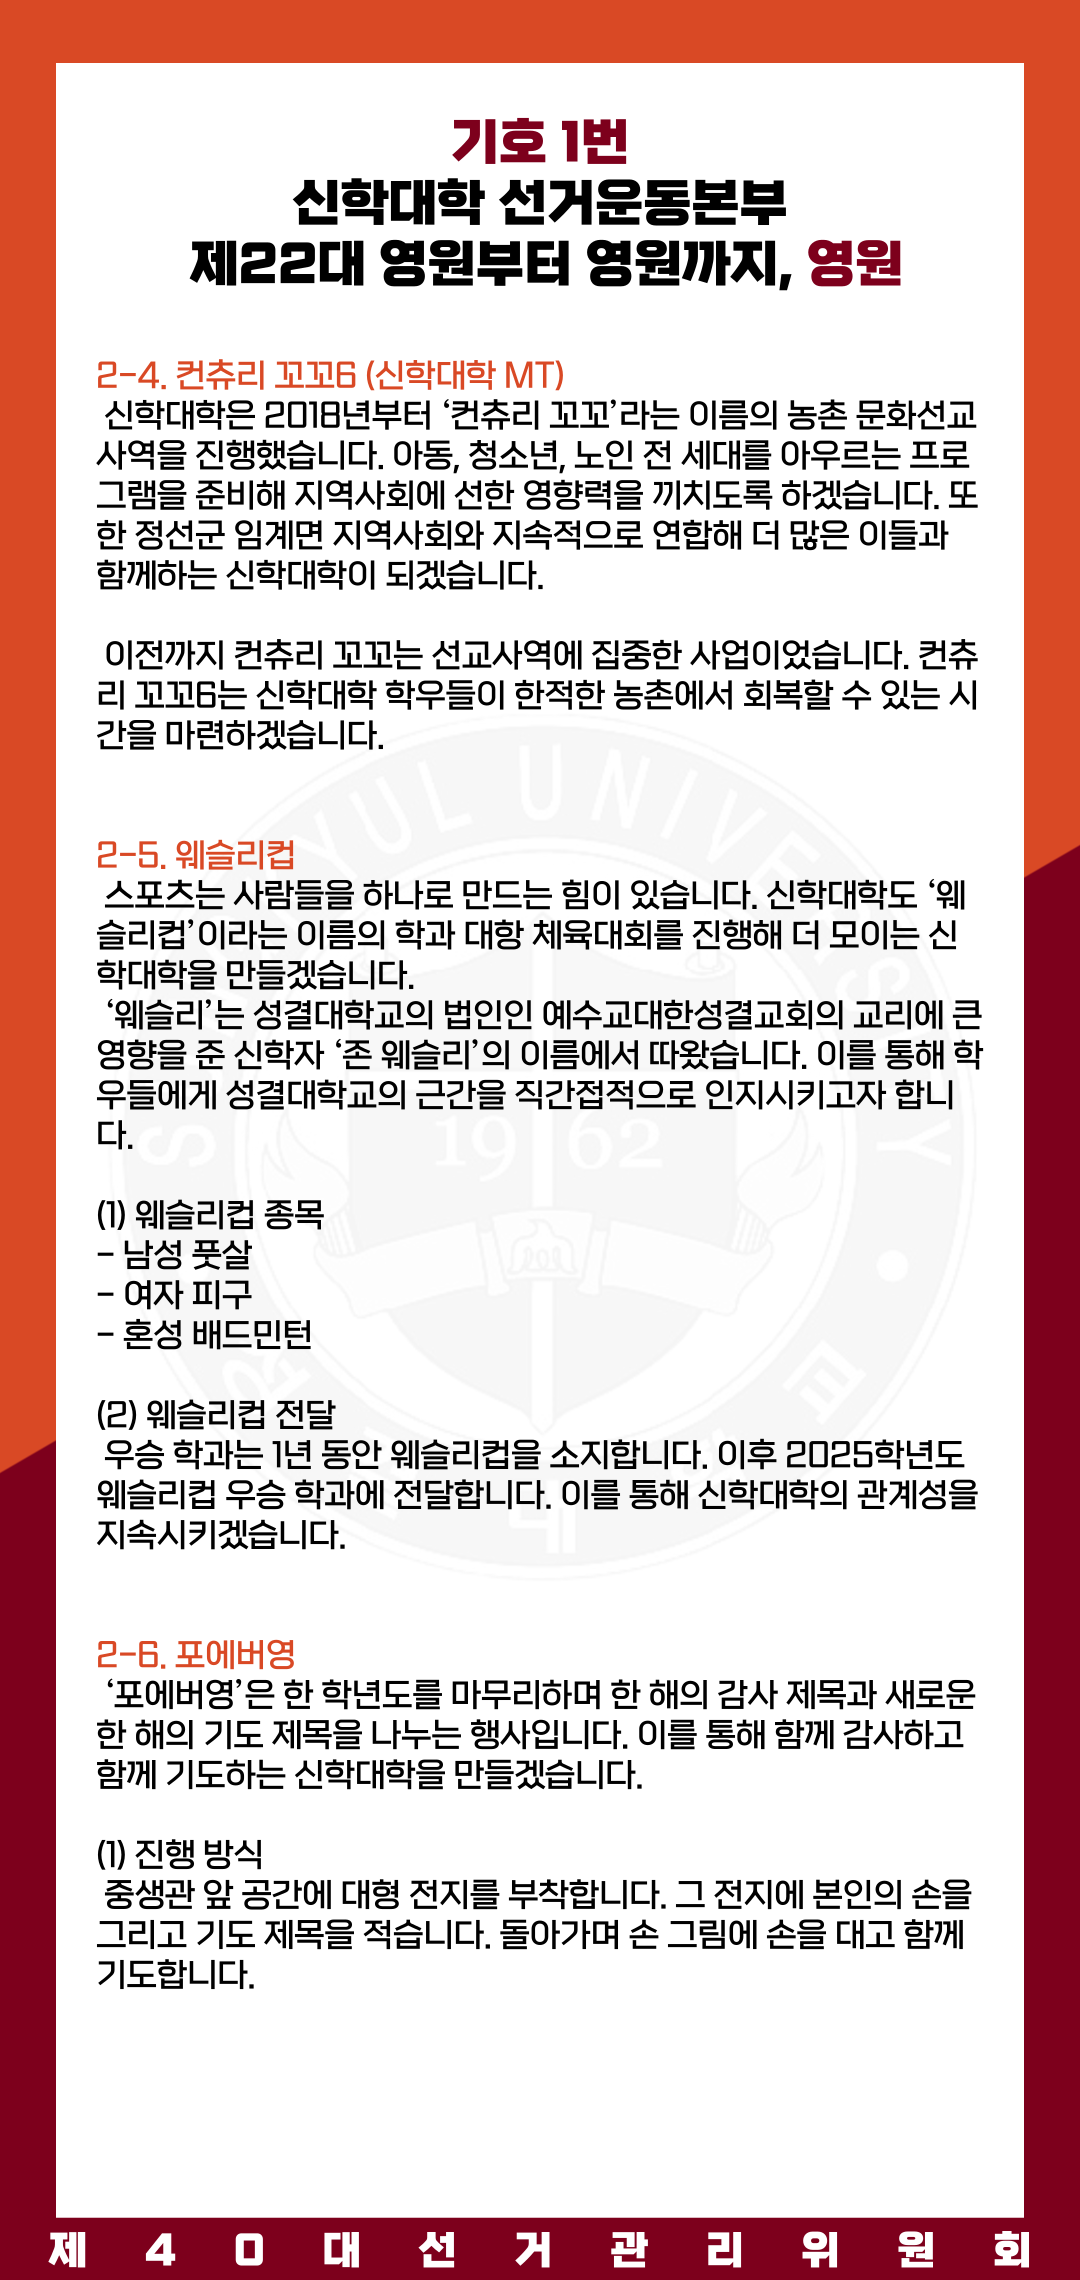 기호 1번
신학대학 선거운동본부
제22대 영원부터 영원까지, 영원
2-4. 컨츄리 꼬꼬6 (신학대학 MT)
신학대학은 2018년부터 ‘컨츄리 꼬꼬’라는 이름의 농촌 문화선교
사역을 진행했습니다. 아동, 청소년, 노인 전 세대를 아우르는 프로
그램을 준비해 지역사회에 선한 영향력을 끼치도록 하겠습니다. 또
한 정선군 임계면 지역사회와 지속적으로 연합해 더 많은 이들과
함께하는 신학대학이 되겠습니다.
이전까지 컨츄리 꼬꼬는 선교사역에 집중한 사업이었습니다. 컨츄
리 꼬꼬6는 신학대학 학우들이 한적한 농촌에서 회복할 수 있는 시
간을 마련하겠습니다.
2-5. 웨슬리컵
스포츠는 사람들을 하나로 만드는 힘이 있습니다. 신학대학도 ‘웨
슬리컵’이라는 이름의 학과 대항 체육대회를 진행해 더 모이는 신
학대학을 만들겠습니다.
‘웨슬리’는 성결대학교의 법인인 예수교대한성결교회의 교리에 큰
영향을 준 신학자 ‘존 웨슬리’의 이름에서 따왔습니다. 이를 통해 학
우들에게 성결대학교의 근간을 직간접적으로 인지시키고자 합니
다.
(1) 웨슬리컵 종목
- 남성 풋살
- 여자 피구
- 혼성 배드민턴
(2) 웨슬리컵 전달
우승 학과는 1년 동안 웨슬리컵을 소지합니다. 이후 2025학년도
웨슬리컵 우승 학과에 전달합니다. 이를 통해 신학대학의 관계성을
지속시키겠습니다.
2-6. 포에버영
‘포에버영’은 한 학년도를 마무리하며 한 해의 감사 제목과 새로운
한 해의 기도 제목을 나누는 행사입니다. 이를 통해 함께 감사하고
함께 기도하는 신학대학을 만들겠습니다.
(1) 진행 방식
중생관 앞 공간에 대형 전지를 부착합니다. 그 전지에 본인의 손을
그리고 기도 제목을 적습니다. 돌아가며 손 그림에 손을 대고 함께
기도합니다.
제40대선거관리위원회